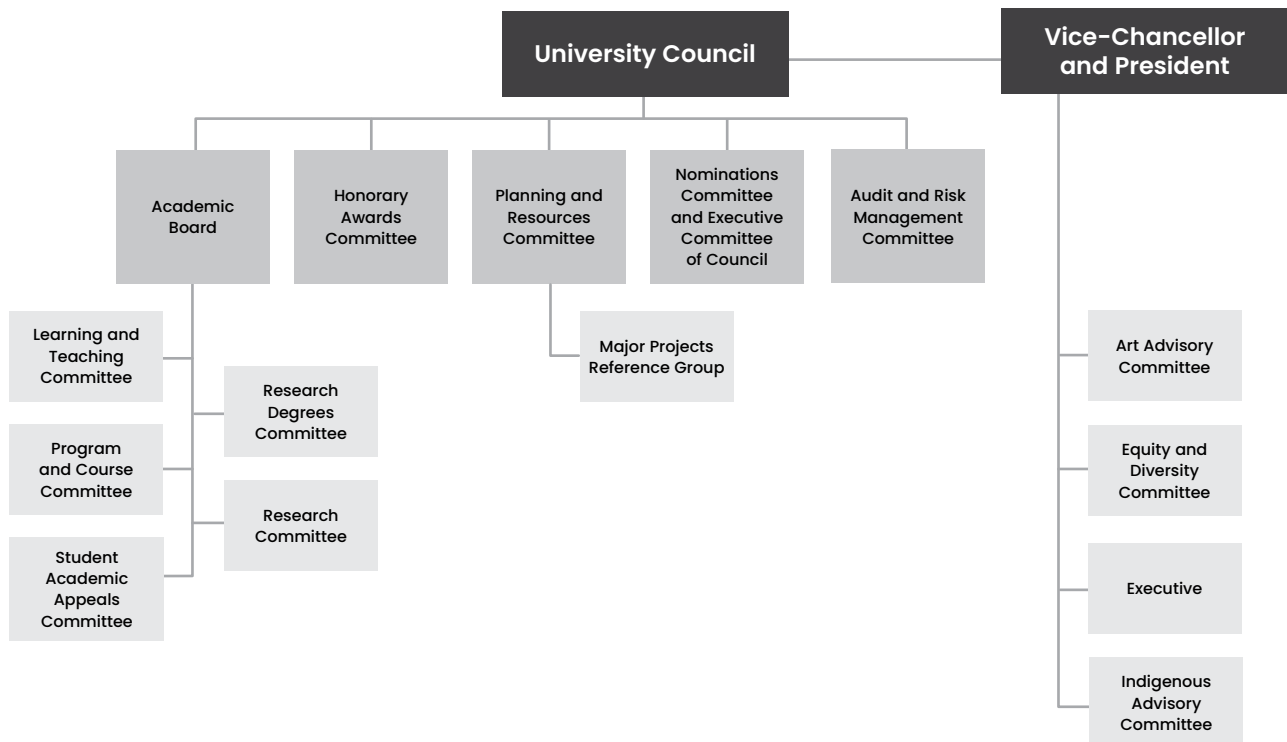 University Council
Vice-Chancellor
and President
Academic
Board
Honorary
Awards
Committee
Planning and
Resources
Committee
Nominations
Committee
and Executive
Committee
of Council
Audit and Risk
Management
Committee
Learning and
Teaching
Committee
Research
Degrees
Committee
Program
and Course
Committee
Research
Committee
Student
Academic
Appeals
Committee
Major Projects
Reference Group
Art Advisory
Committee
Equity and
Diversity
Committee
Executive
Indigenous
Advisory
Committee